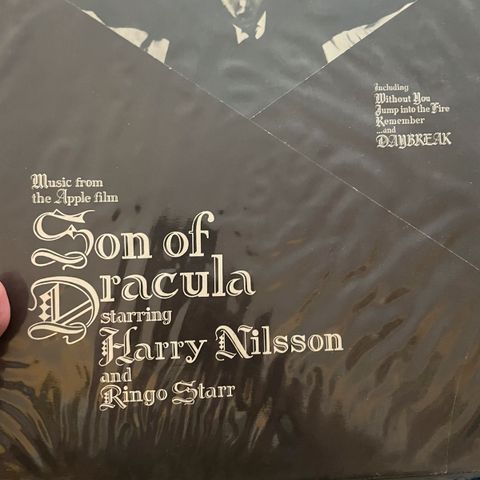 Including
Without You
Jump into the Fire
Remember
...and
DAYBREAK
Music from
the Apple film
Son of
Dracula
starring
Harry Nilsson
and
Ringo Starr